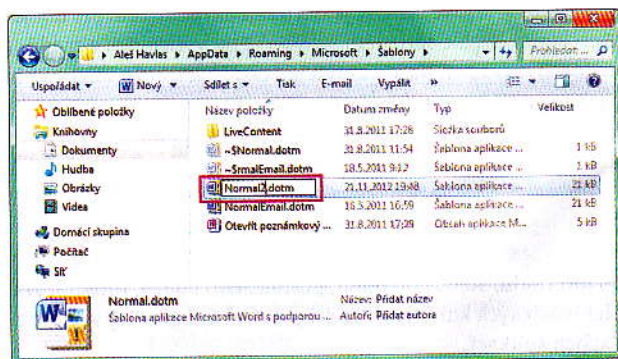 Aleš Havlas ▸ AppData ▸ Roaming ▸ Microsoft ▸ Šablony ▸
Prohledat: ...
Uspořádat Nový Sdílet s Tisk E-mail Vypálit »
Název položky Datum změny Typ Velikost
Oblíbené položky
Knihovny
Dokumenty
Hudba
Obrázky
Videa
Domácí skupina
Počítač
Síť
LiveContent 31.8.2011 17:28 Složka souborů
~$Normal.dotm 31.8.2011 11:54 Šablona aplikace ... 1 kB
~$rmalEmail.dotm 18.5.2011 9:12 Šablona aplikace ... 1 kB
Normal2.dotm 21.11.2012 19:48 Šablona aplikace ... 21 kB
NormalEmail.dotm 16.5.2011 16:59 Šablona aplikace ... 21 kB
Otevřít poznámkový ... 31.8.2011 17:29 Obsah aplikace M... 5 kB
Normal.dotm Název: Přidat název
Šablona aplikace Microsoft Word s podporou ... Autoři: Přidat autora